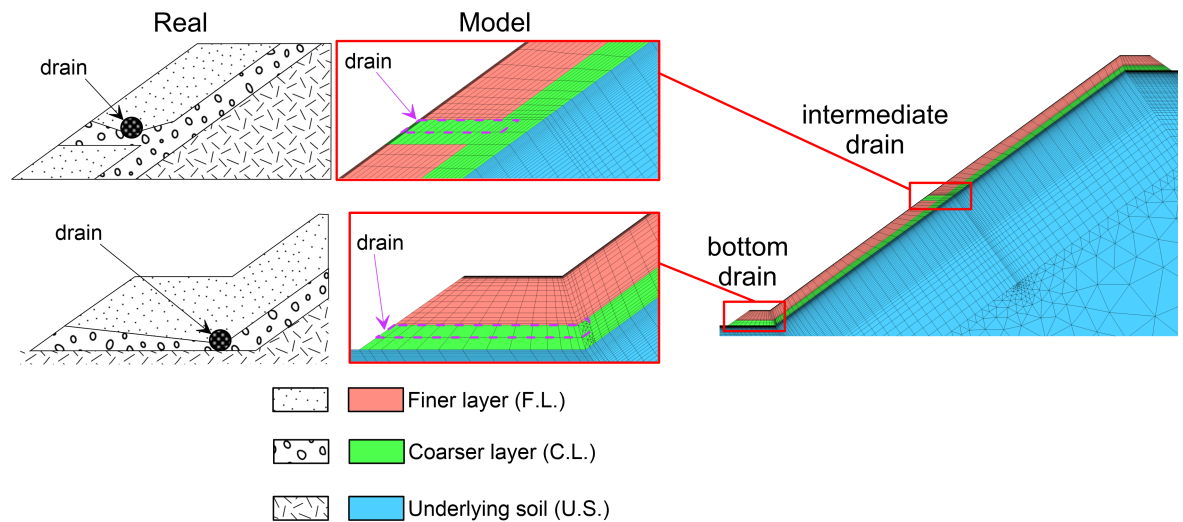 Real
Model
drain
drain
intermediate
drain
drain
drain
bottom
drain
Finer layer (F.L.)
Coarser layer (C.L.)
Underlying soil (U.S.)